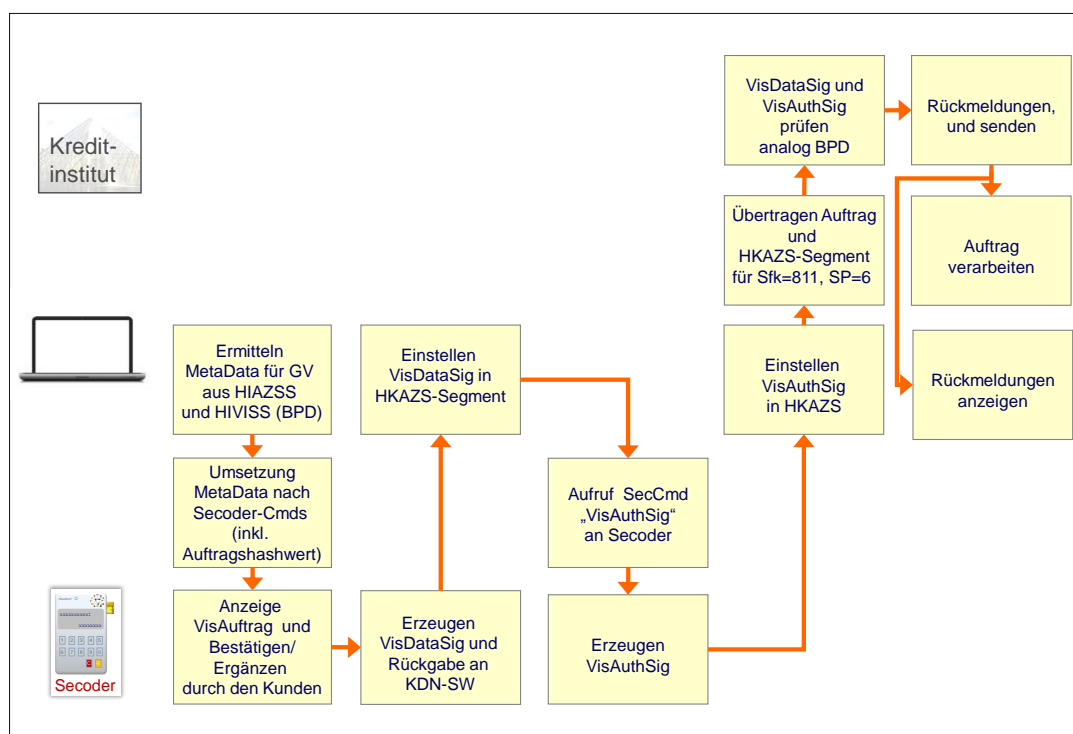 Kredit-
institut
VisDataSig und
VisAuthSig
prüfen
analog BPD
Rückmeldungen,
und senden
Übertragen Auftrag
und
HKAZS-Segment
für Sfk=811, SP=6
Auftrag
verarbeiten
Ermitteln
MetaData für GV
aus HIAZSS
und HIVISS (BPD)
Einstellen
VisDataSig in
HKAZS-Segment
Einstellen
VisAuthSig
in HKAZS
Rückmeldungen
anzeigen
Umsetzung
MetaData nach
Secoder-Cmds
(inkl.
Auftragshashwert)
Aufruf SecCmd
„VisAuthSig“
an Secoder
Anzeige
VisAuftrag und
Bestätigen/
Ergänzen
durch den Kunden
Erzeugen
VisDataSig und
Rückgabe an
KDN-SW
Erzeugen
VisAuthSig
Secoder